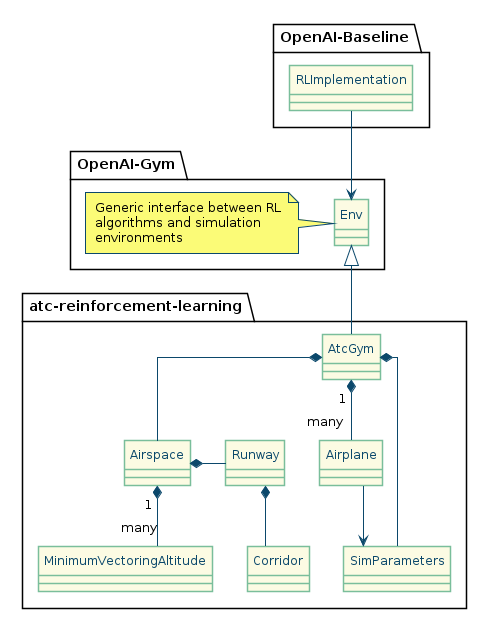 OpenAI-Baseline
RLImplementation
OpenAI-Gym
Generic interface between RL
algorithms and simulation
environments
Env
atc-reinforcement-learning
AtcGym
1
many
Airspace
Runway
Airplane
1
many
MinimumVectoringAltitude
Corridor
SimParameters